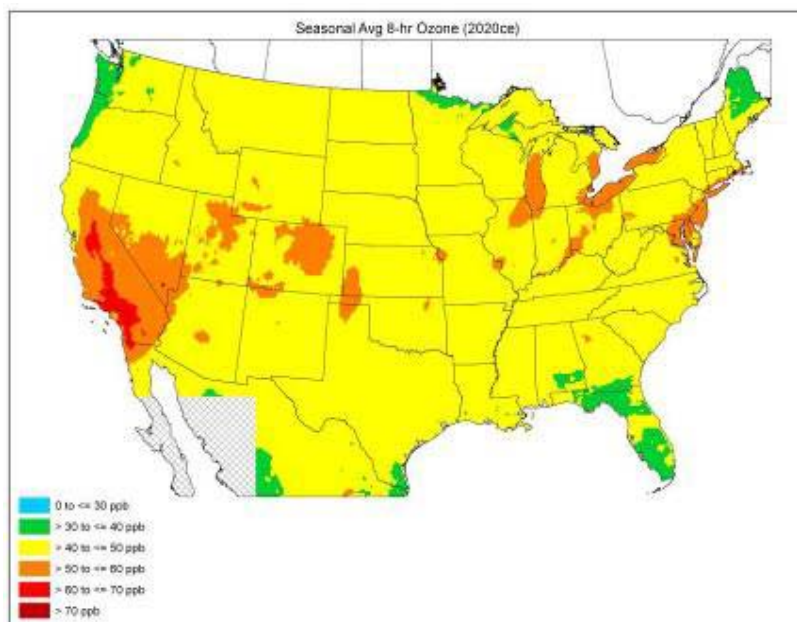 Seasonal Avg 8-hr Ozone (2020ce)
0 to <= 30 ppb
> 30 to <= 40 ppb
> 40 to <= 50 ppb
> 50 to <= 60 ppb
> 60 to <= 70 ppb
> 70 ppb